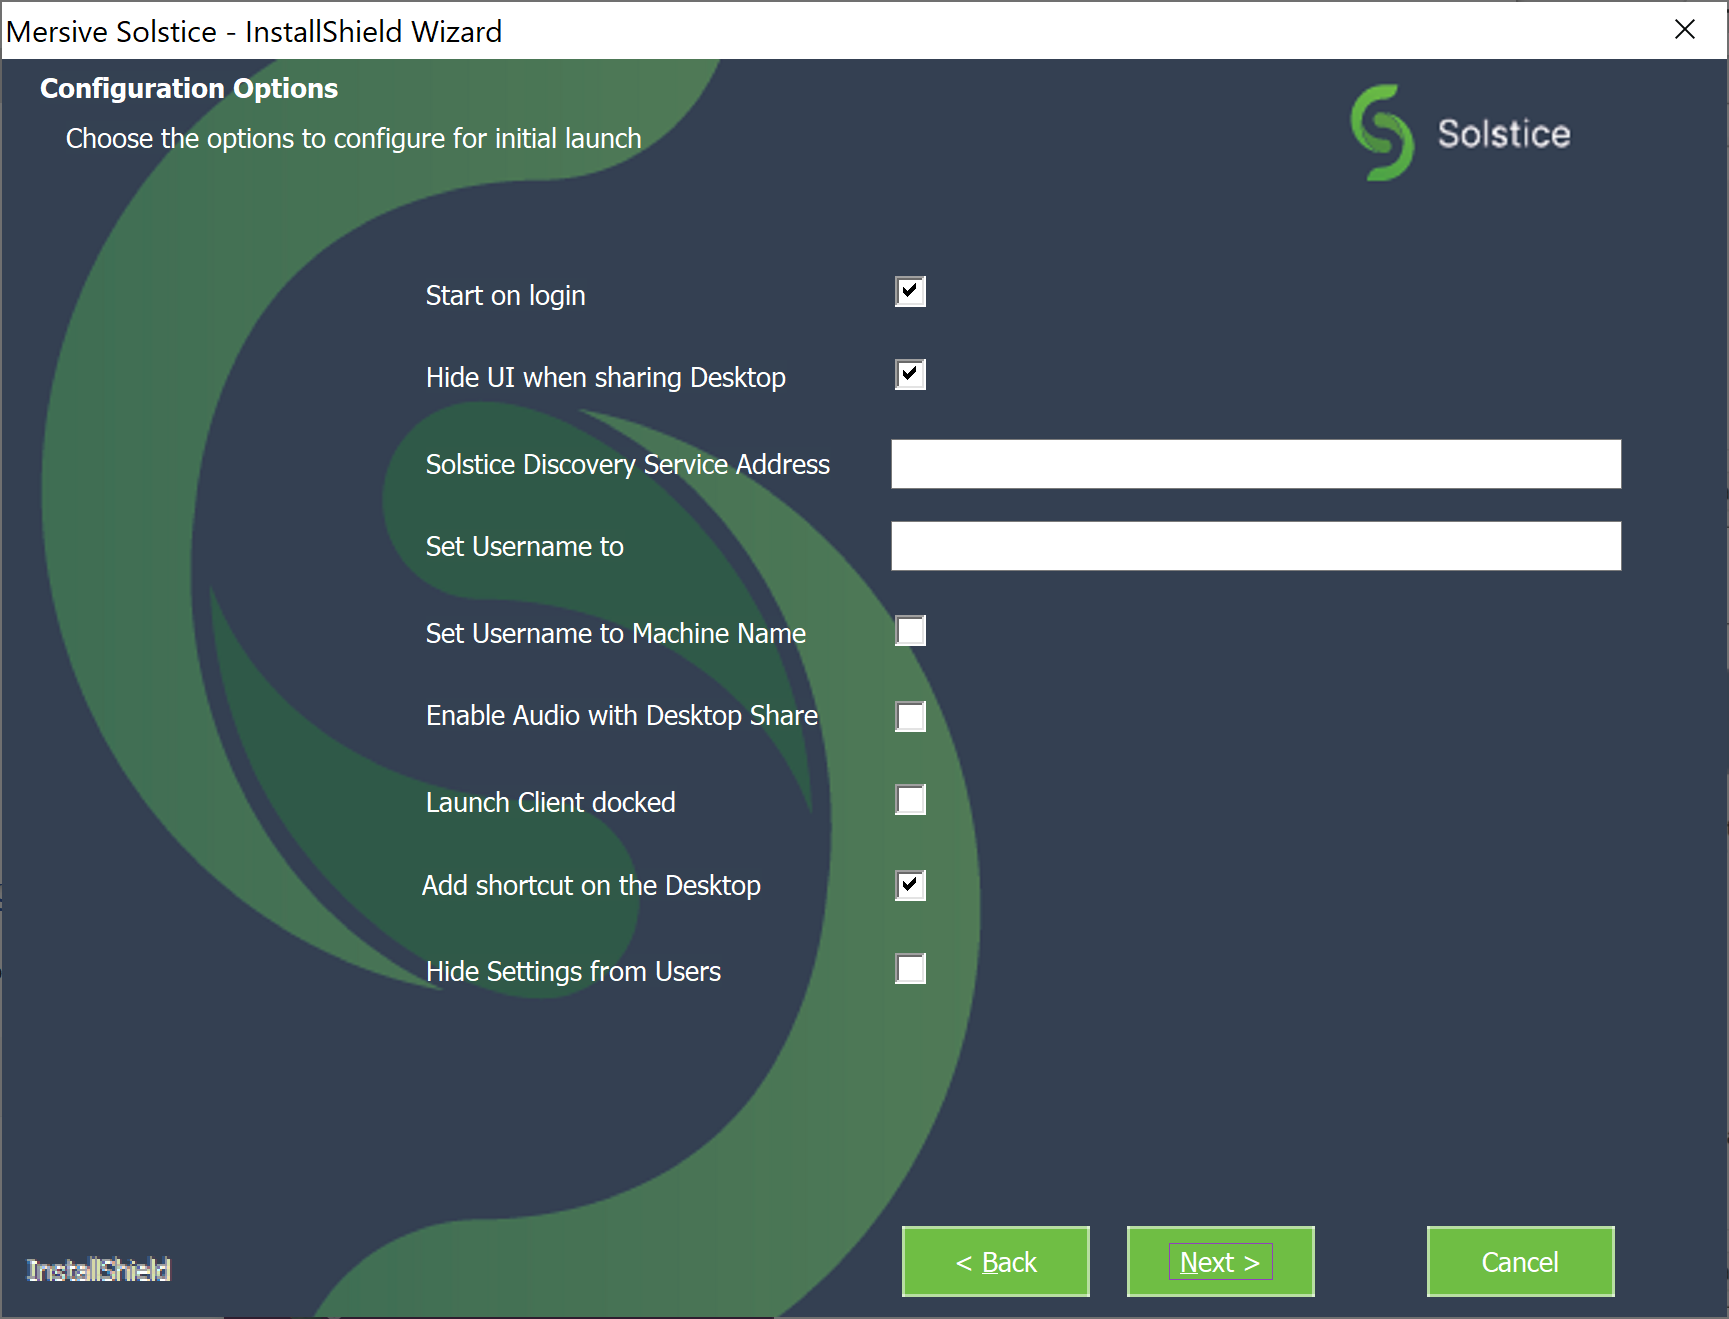 Mersive Solstice - InstallShield Wizard
Configuration Options
Choose the options to configure for initial launch
Solstice
Start on login
Hide UI when sharing Desktop
Solstice Discovery Service Address
Set Username to
Set Username to Machine Name
Enable Audio with Desktop Share
Launch Client docked
Add shortcut on the Desktop
Hide Settings from Users
InstallShield
< Back
Next >
Cancel